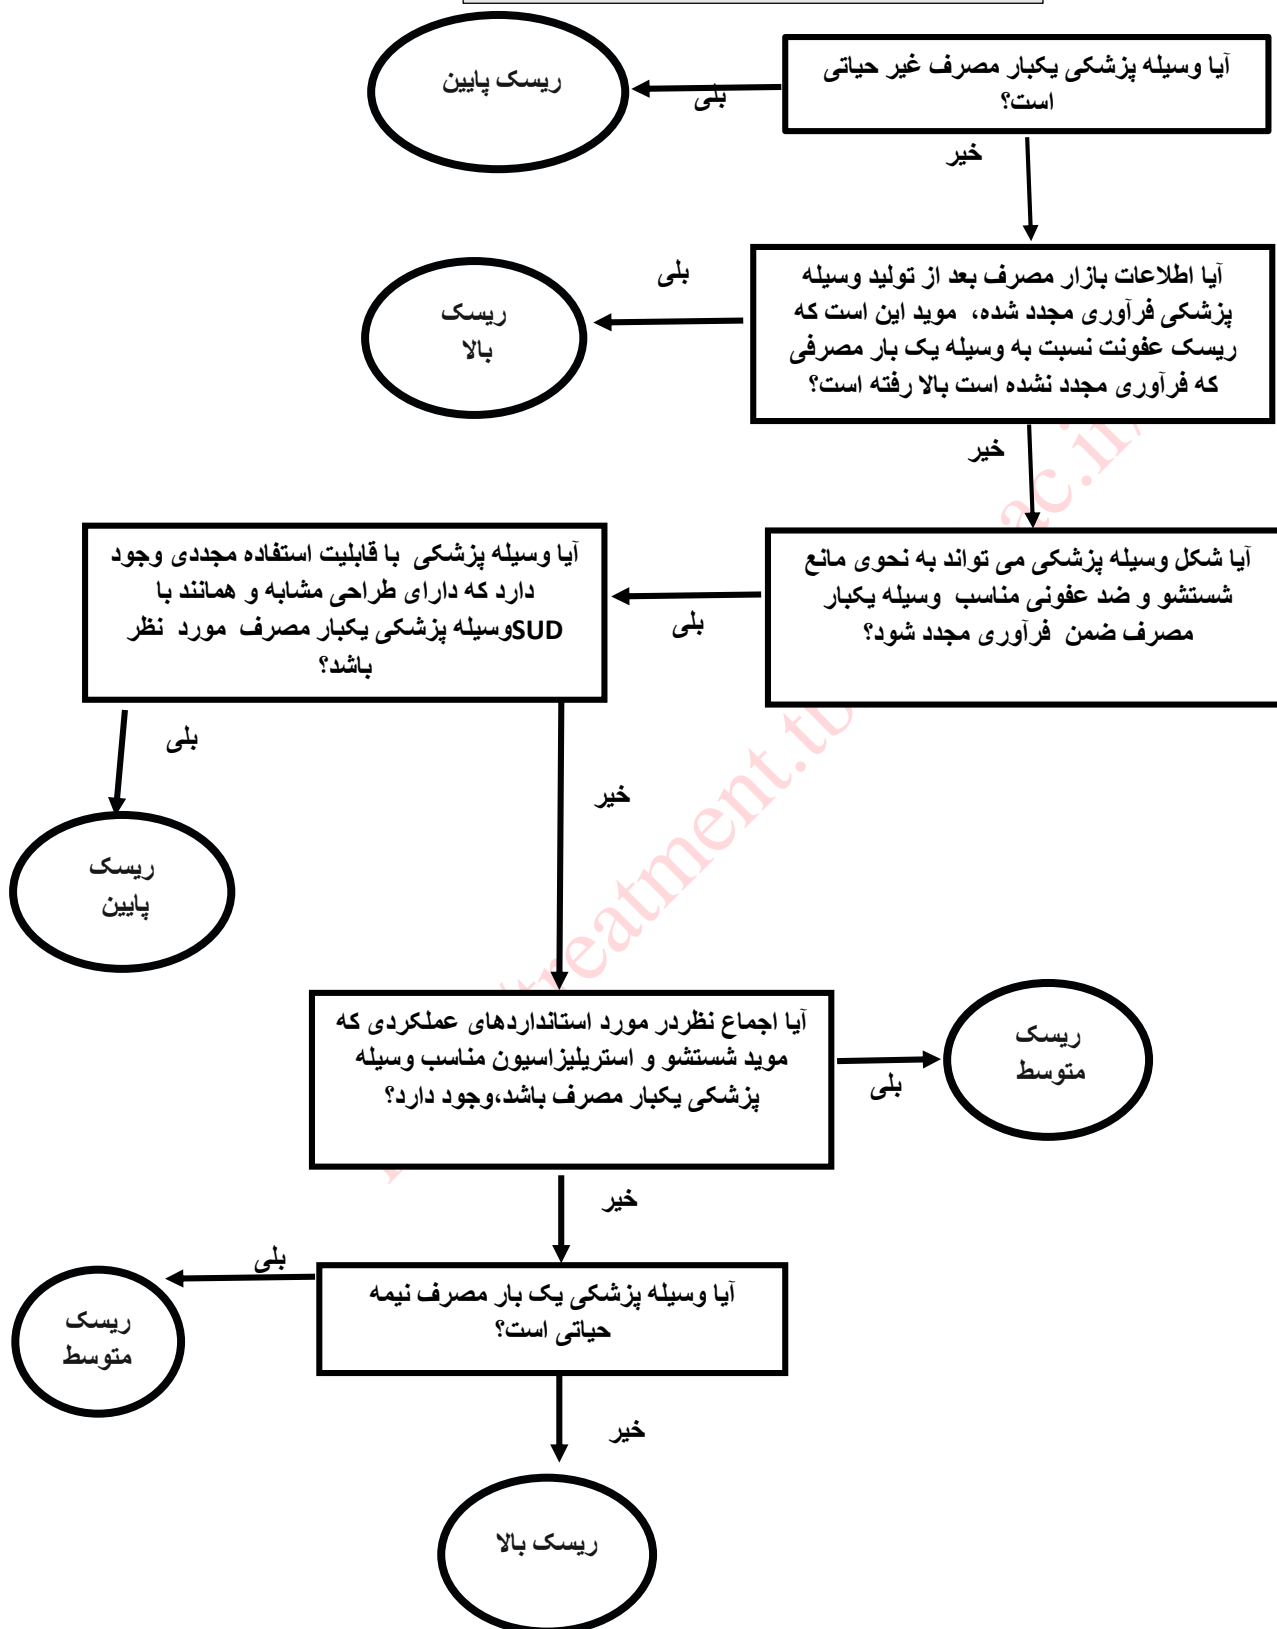 آیا وسیله پزشکی یکبار مصرف غیر حیاتی
است؟
بلی
ریسک پایین
خیر
آیا اطلاعات بازار مصرف بعد از تولید وسیله
پزشکی فرآوری مجدد شده، موید این است که
ریسک عفونت نسبت به وسیله یک بار مصرفی
که فرآوری مجدد نشده است بالا رفته است؟
بلی
ریسک
بالا
خیر
آیا شکل وسیله پزشکی می تواند به نحوی مانع
شستشو و ضد عفونی مناسب وسیله یکبار
مصرف ضمن فرآوری مجدد شود؟
بلی
آیا وسیله پزشکی با قابلیت استفاده مجددی وجود
دارد که دارای طراحی مشابه و همانند با
SUDوسیله پزشکی یکبار مصرف مورد نظر
باشد؟
بلی
ریسک
پایین
خیر
آیا اجماع نظردر مورد استانداردهای عملکردی که
موید شستشو و استریلیزاسیون مناسب وسیله
پزشکی یکبار مصرف باشد،وجود دارد؟
بلی
ریسک
متوسط
خیر
آیا وسیله پزشکی یک بار مصرف نیمه
حیاتی است؟
بلی
ریسک
متوسط
خیر
ریسک بالا
treatment.tu
ac.ir/